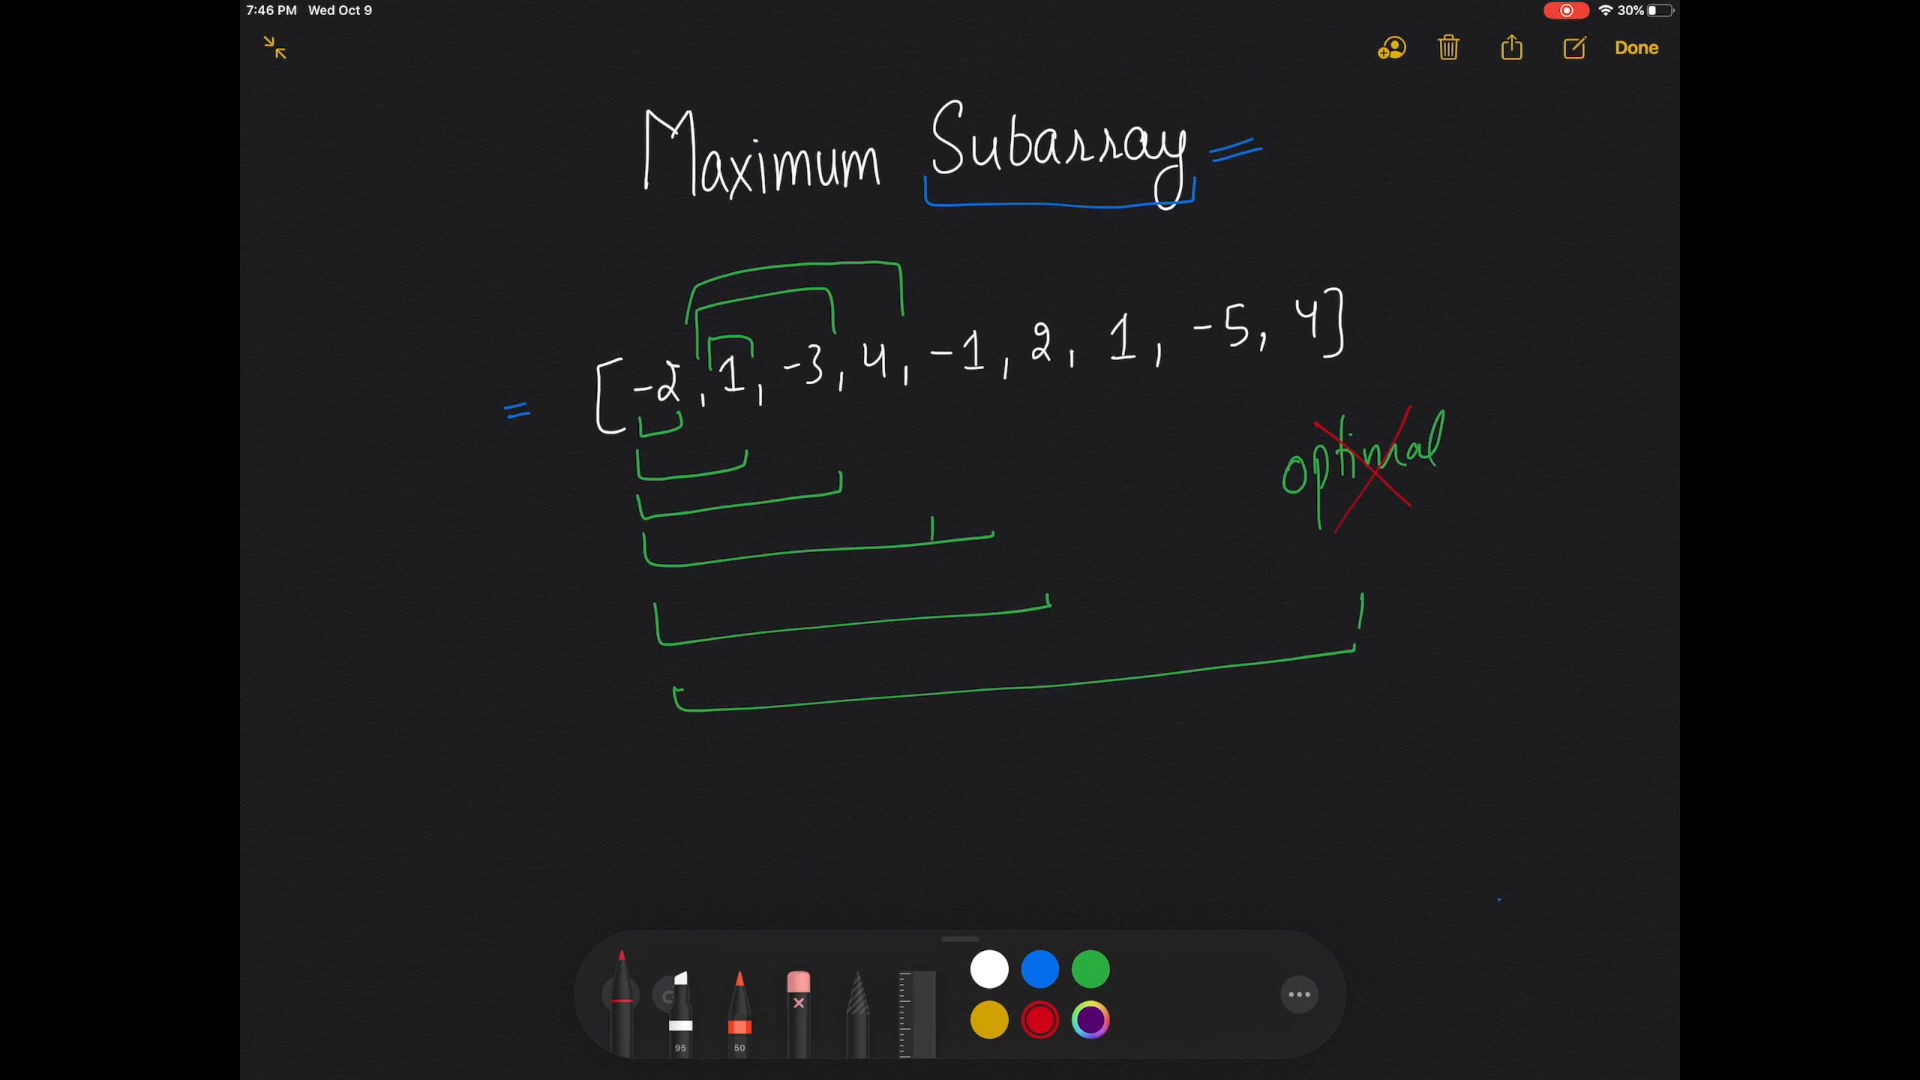 7:46 PM Wed Oct 9
30%
Done
Maximum Subarray =
= [-2, 1, -3, 4, -1, 2, 1, -5, 4]
optimal
95
50